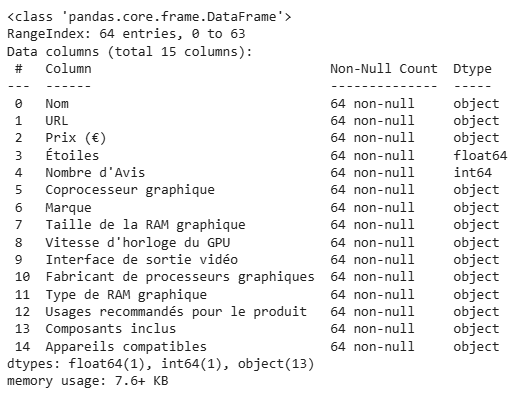 <class 'pandas.core.frame.DataFrame'>
RangeIndex: 64 entries, 0 to 63
Data columns (total 15 columns):
 #   Column                             Non-Null Count  Dtype
---  ------                             --------------  -----
 0   Nom                                64 non-null     object
 1   URL                                64 non-null     object
 2   Prix (€)                           64 non-null     object
 3   Étoiles                            64 non-null     float64
 4   Nombre d'Avis                      64 non-null     int64
 5   Coprocesseur graphique             64 non-null     object
 6   Marque                             64 non-null     object
 7   Taille de la RAM graphique         64 non-null     object
 8   Vitesse d'horloge du GPU           64 non-null     object
 9   Interface de sortie vidéo          64 non-null     object
 10  Fabricant de processeurs graphiques  64 non-null     object
 11  Type de RAM graphique              64 non-null     object
 12  Usages recommandés pour le produit  64 non-null     object
 13  Composants inclus                  64 non-null     object
 14  Appareils compatibles              64 non-null     object
dtypes: float64(1), int64(1), object(13)
memory usage: 7.6+ KB